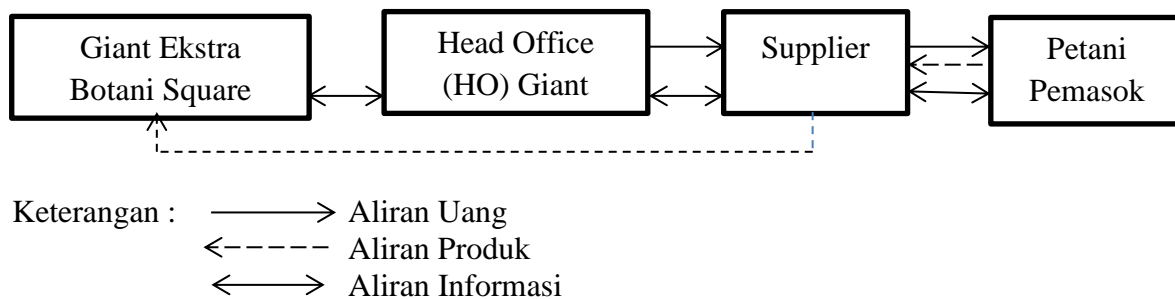 Giant Ekstra
Botani Square
Head Office
(HO) Giant
Supplier
Petani
Pemasok
Keterangan :
Aliran Uang
Aliran Produk
Aliran Informasi